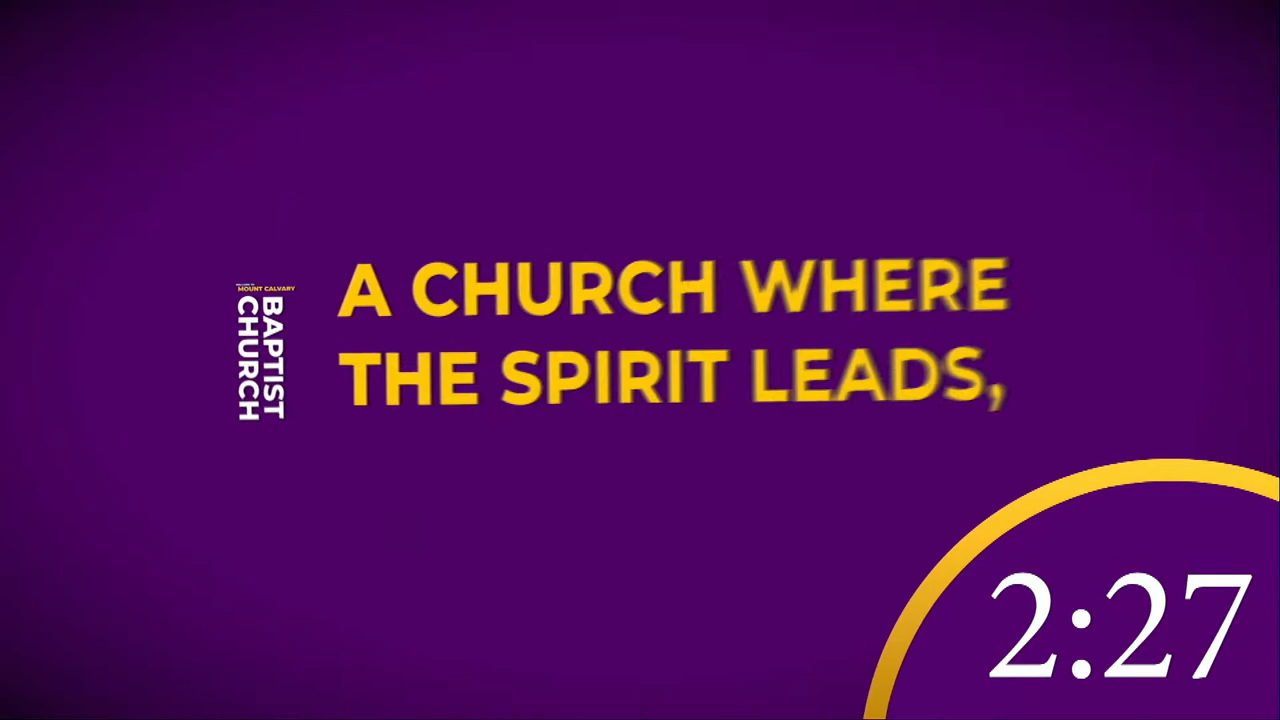 MOUNT CALVARY
BAPTIST
CHURCH
A CHURCH WHERE
THE SPIRIT LEADS,
2:27